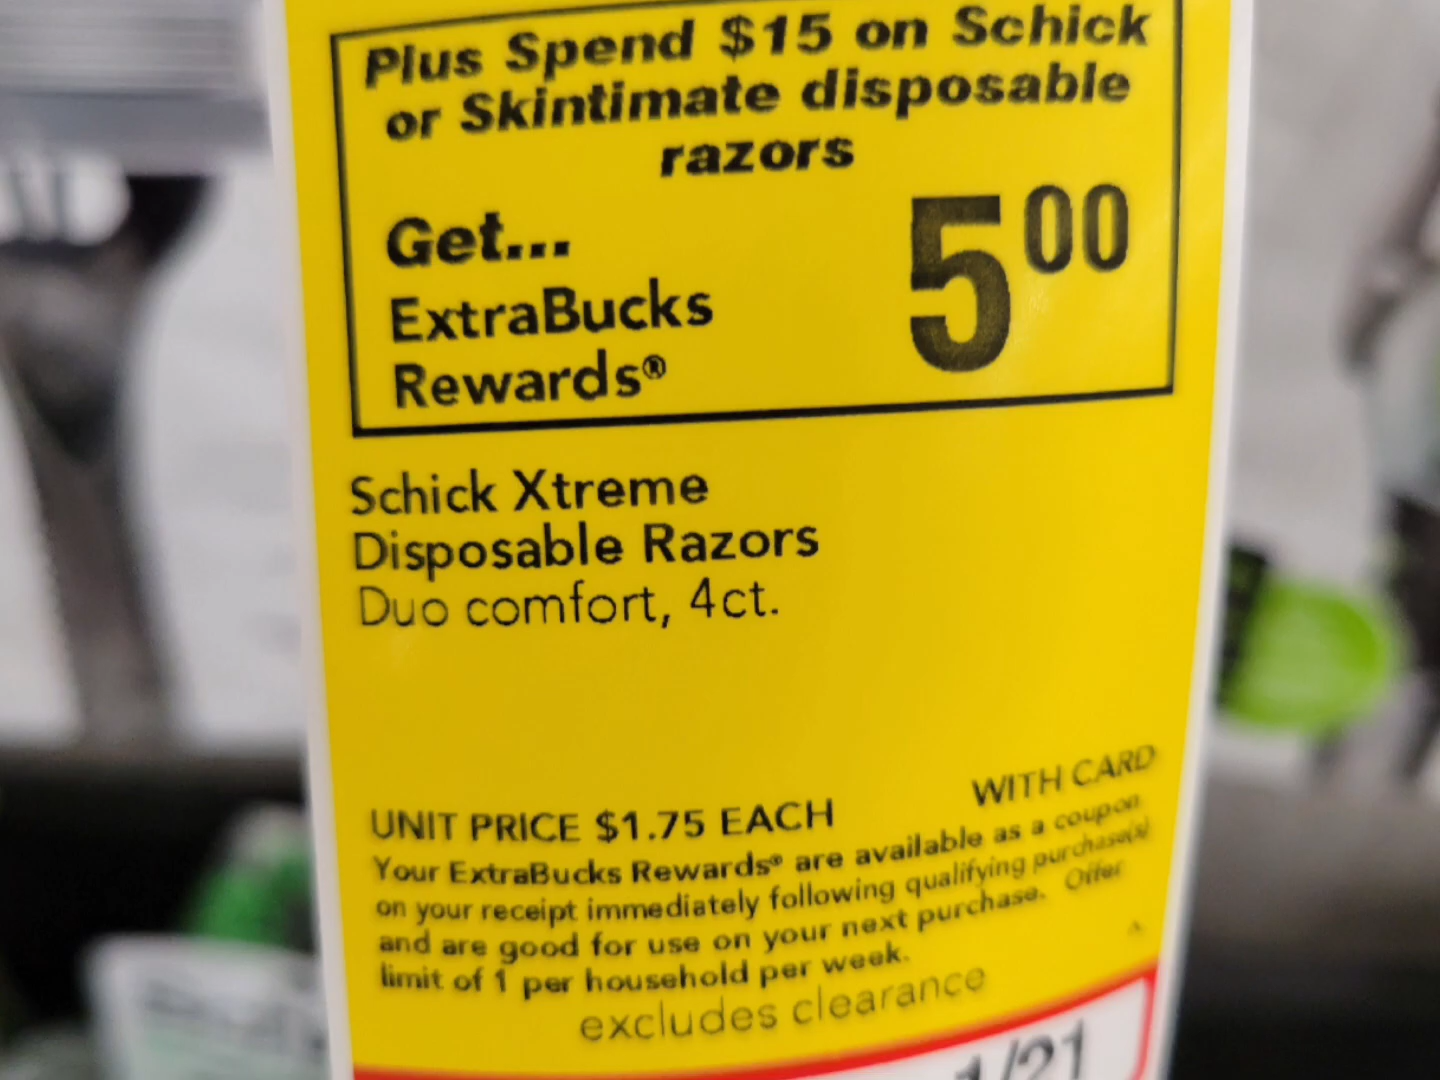 Plus Spend $15 on Schick
or Skintimate disposable
razors
Get...
ExtraBucks
Rewards®
5⁰⁰
Schick Xtreme
Disposable Razors
Duo comfort, 4ct.
WITH CARD
UNIT PRICE $1.75 EACH
Your ExtraBucks Rewards® are available as a coupon
on your receipt immediately following qualifying purchase(s)
and are good for use on your next purchase. Offer
limit of 1 per household per week.
excludes clearance
1/21